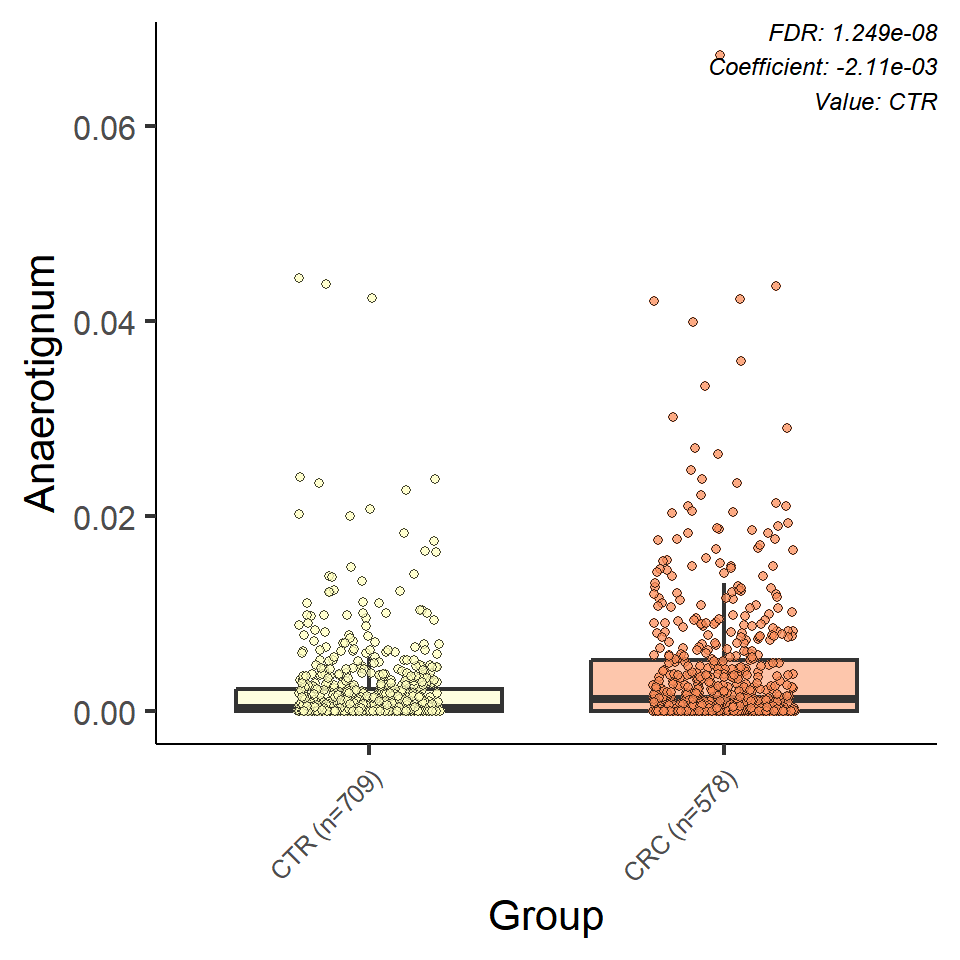 FDR: 1.249e-08
Coefficient: -2.11e-03
Value: CTR
Anaerotignum
0.06
0.04
0.02
0.00
CTR (n=709)
CRC (n=578)
Group